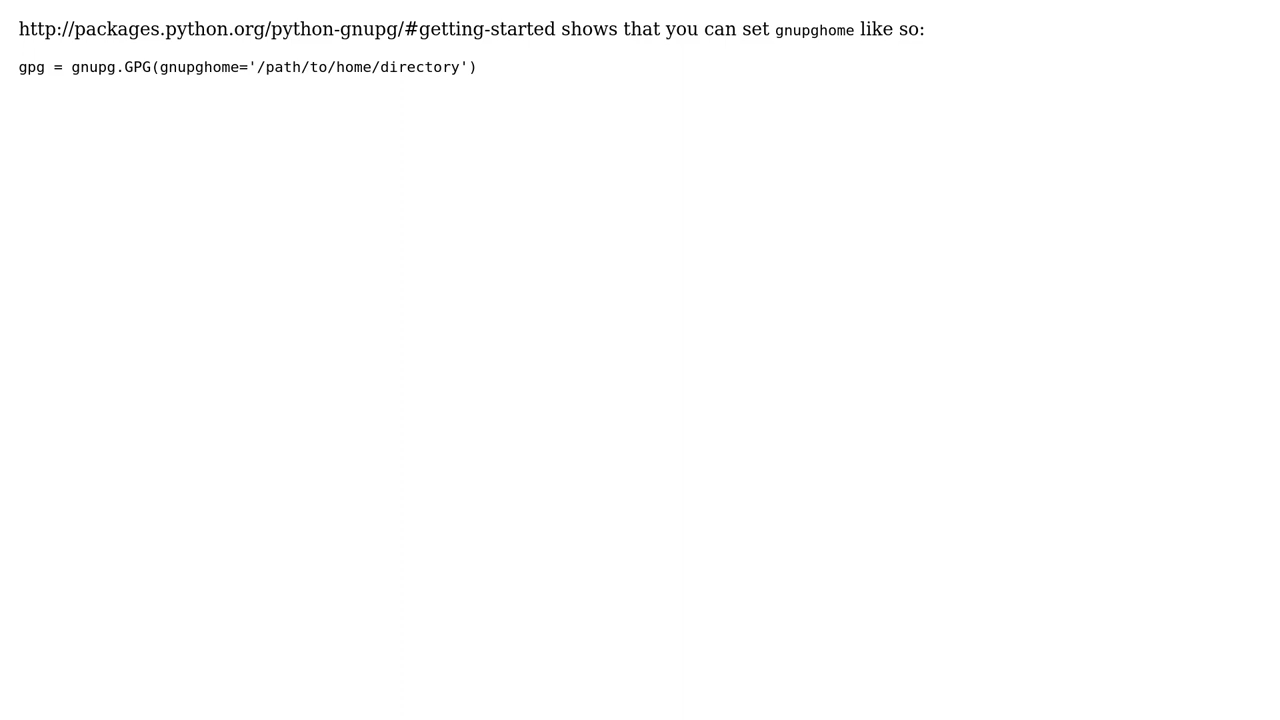 http://packages.python.org/python-gnupg/#getting-started shows that you can set gnupghome like so:
gpg = gnupg.GPG(gnupghome='/path/to/home/directory')